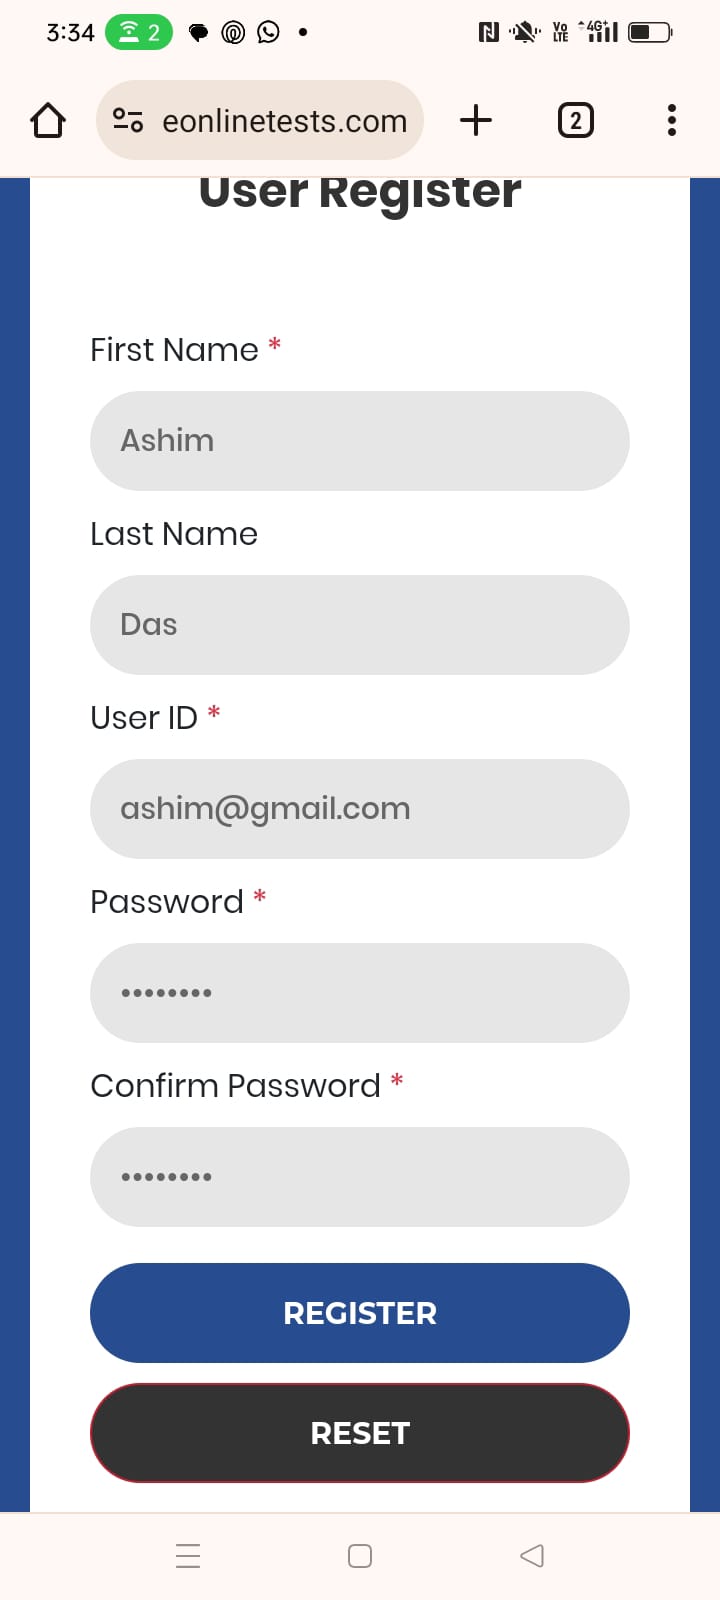 3:34 2 Vo LTE 4G+
eonlinetests.com 2
User Register
First Name *
Ashim
Last Name
Das
User ID *
ashim@gmail.com
Password *
••••••••
Confirm Password *
••••••••
REGISTER
RESET